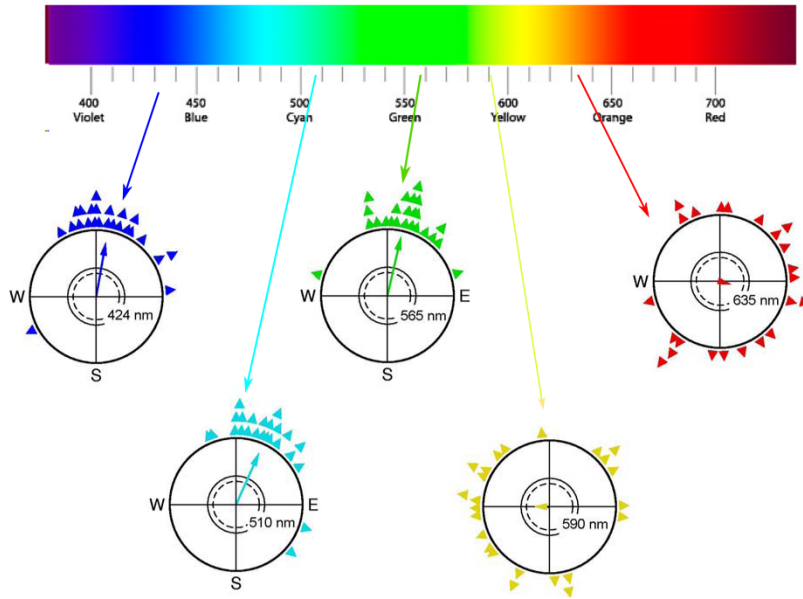 400 450 500 550 600 650 700
Violet Blue Cyan Green Yellow Orange Red
W
424 nm
S
W
E
565 nm
S
W
635 nm
W
E
510 nm
S
590 nm